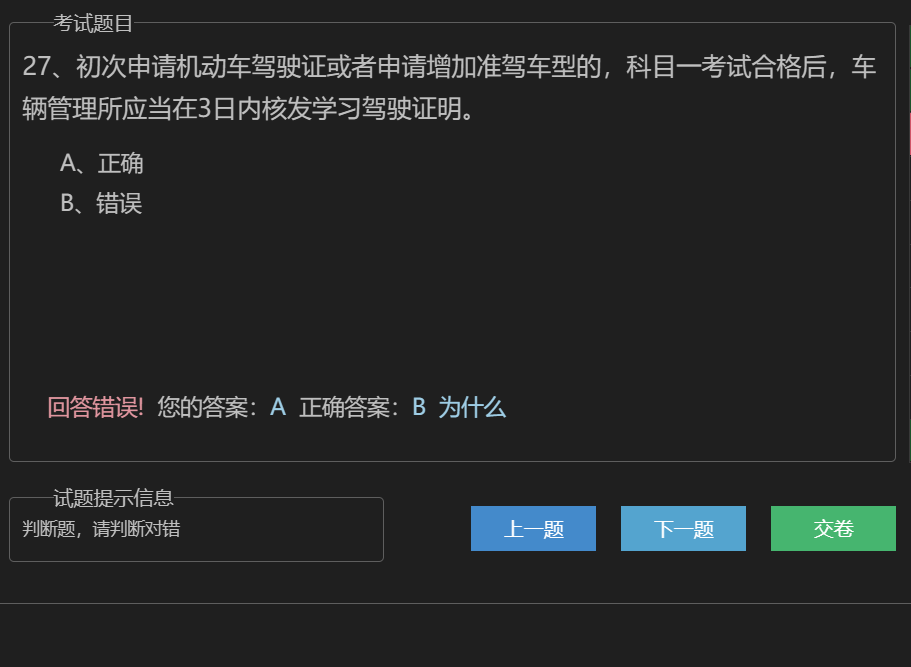 考试题目
27、初次申请机动车驾驶证或者申请增加准驾车型的，科目一考试合格后，车
辆管理所应当在3日内核发学习驾驶证明。
A、正确
B、错误
回答错误! 您的答案：A 正确答案：B 为什么
试题提示信息
判断题，请判断对错
上一题 下一题 交卷